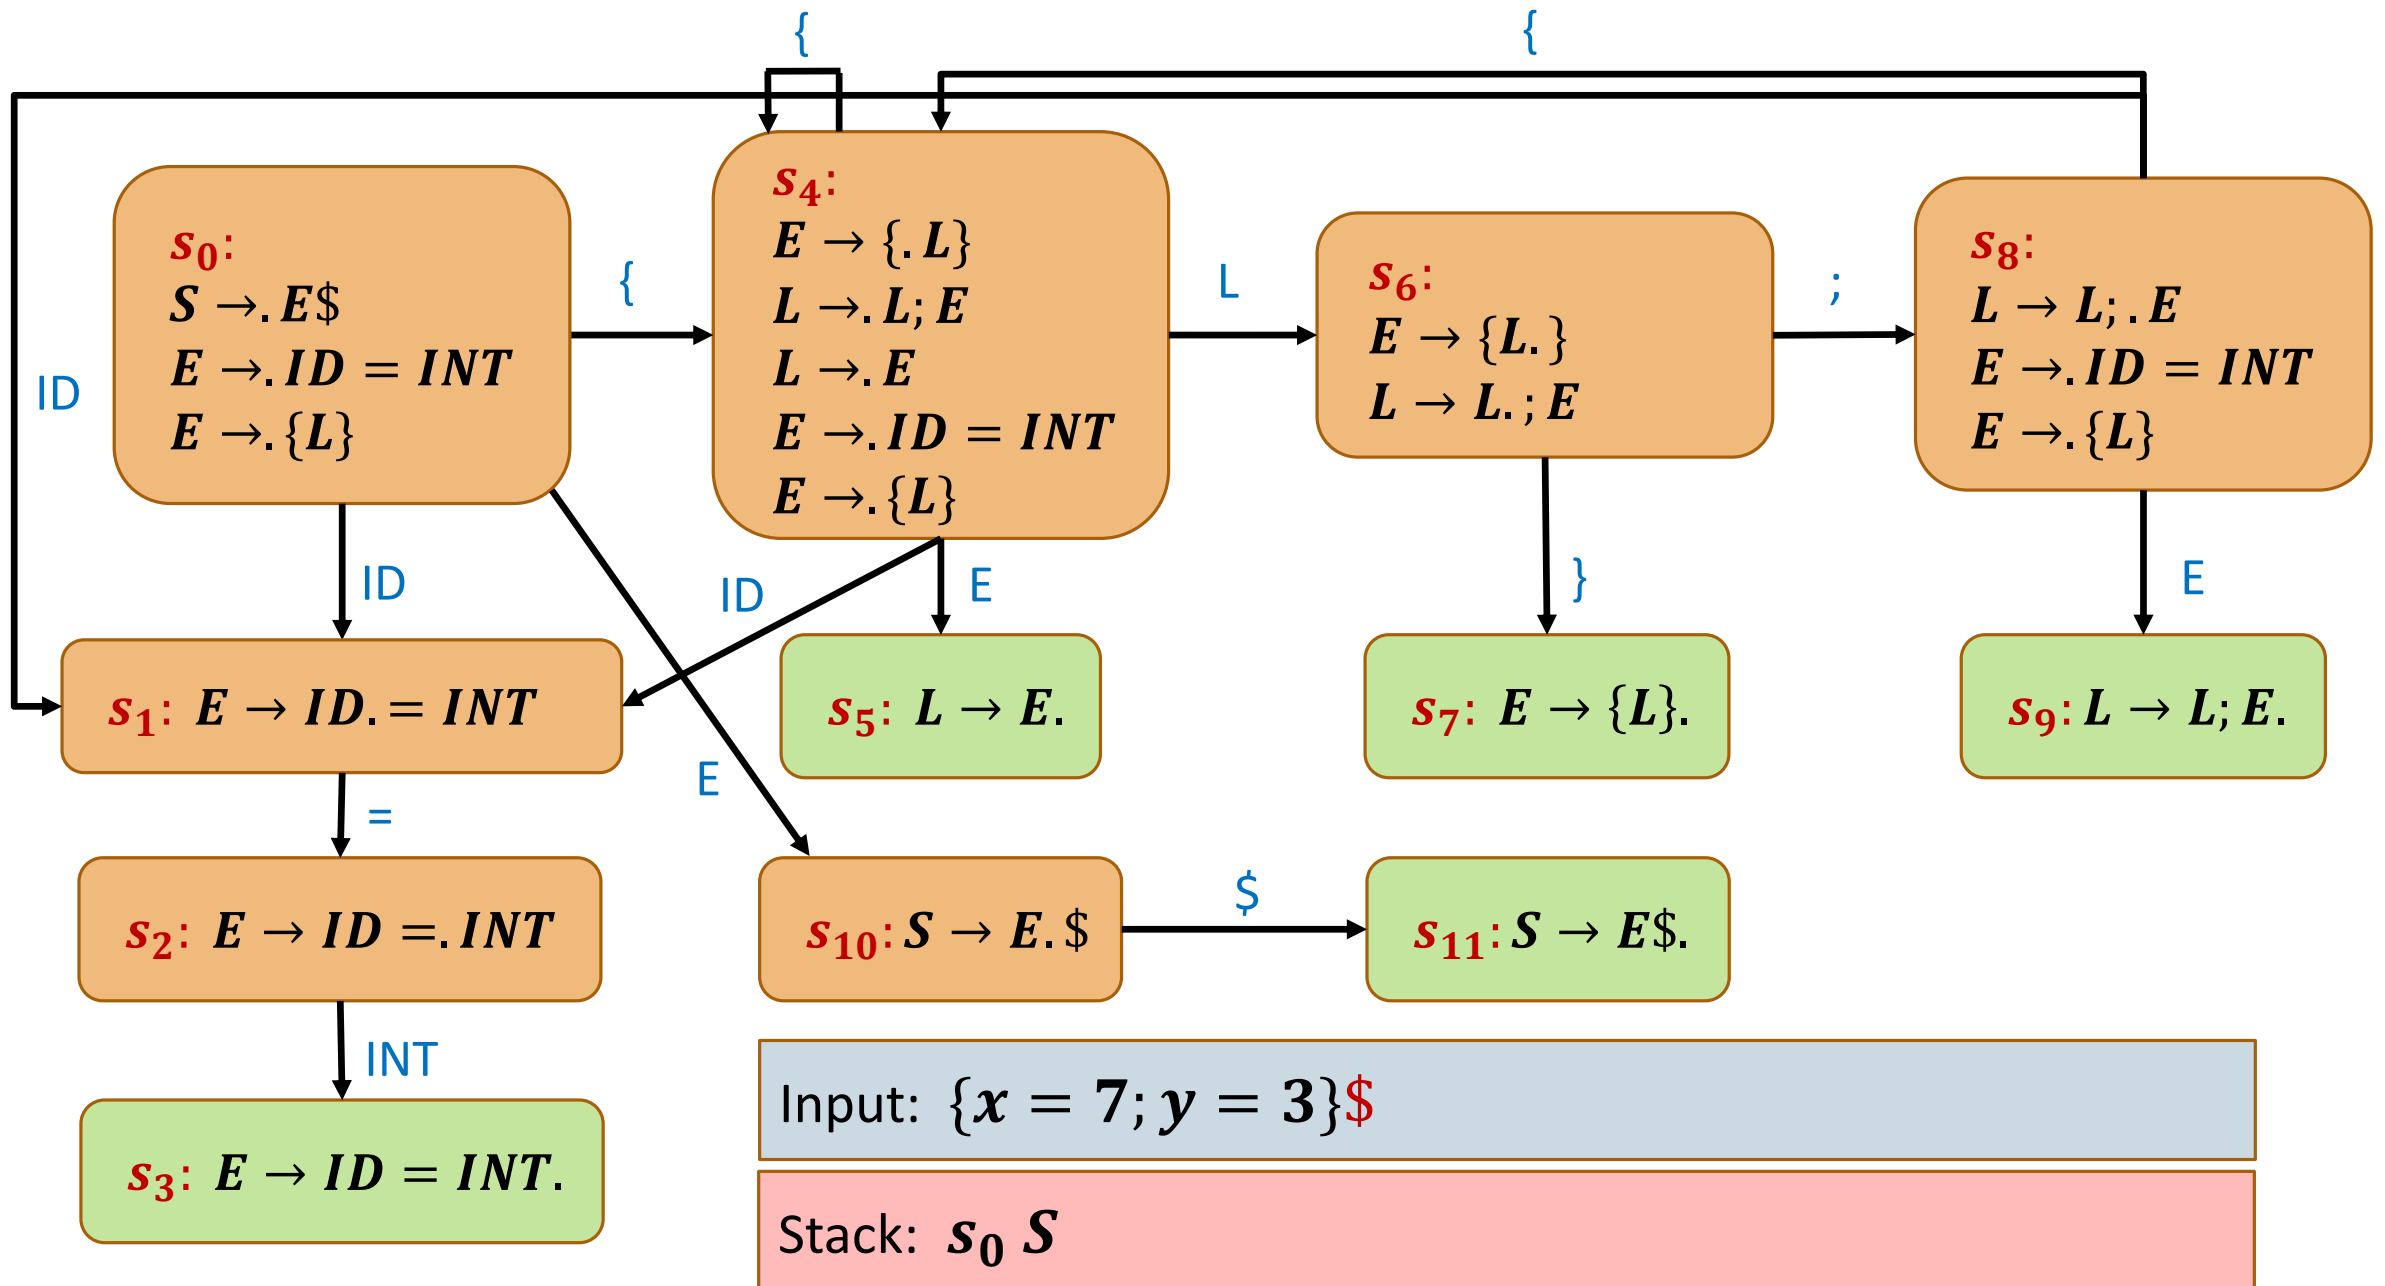 {
{
s₀:
S →. E$
E →. ID = INT
E →. {L}
{
s₄:
E → {. L}
L →. L; E
L →. E
E →. ID = INT
E →. {L}
L
s₆:
E → {L. }
L → L. ; E
;
s₈:
L → L; . E
E →. ID = INT
E →. {L}
ID
ID
ID
E
}
E
s₁: E → ID. = INT
s₅: L → E.
s₇: E → {L}.
s₉: L → L; E.
=
E
s₂: E → ID =. INT
s₁₀: S → E. $
$
s₁₁: S → E$.
INT
s₃: E → ID = INT.
Input: {x = 7; y = 3}$
Stack: s₀ S